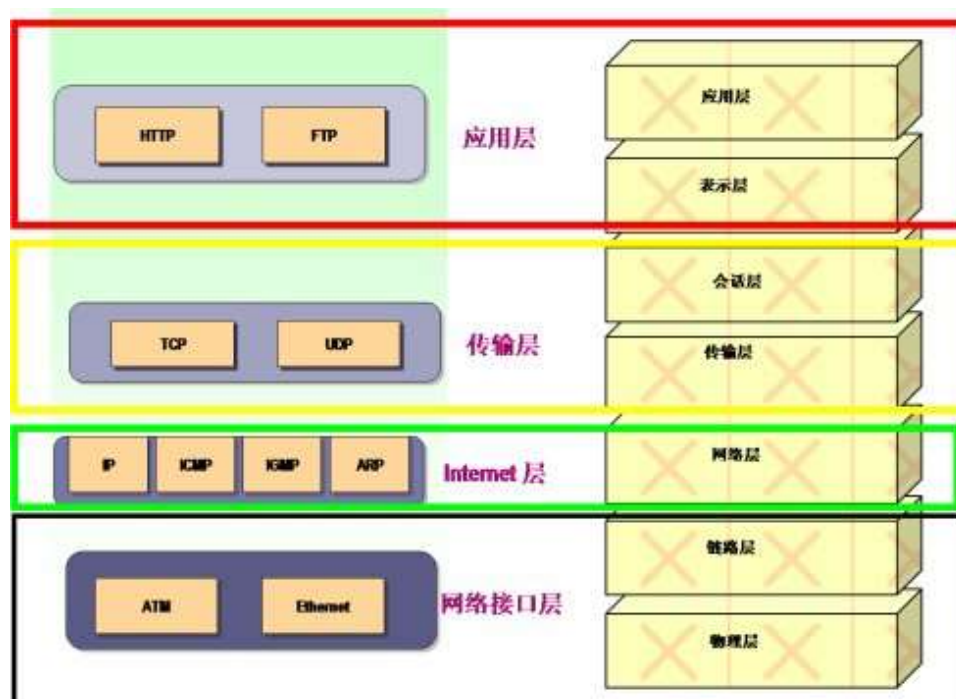 应用层
HTTP
FTP
应用层
表示层
会话层
TCP
UDP
传输层
传输层
IP
ICMP
IGMP
ARP
Internet 层
网络层
链路层
ATM
Ethernet
网络接口层
物理层